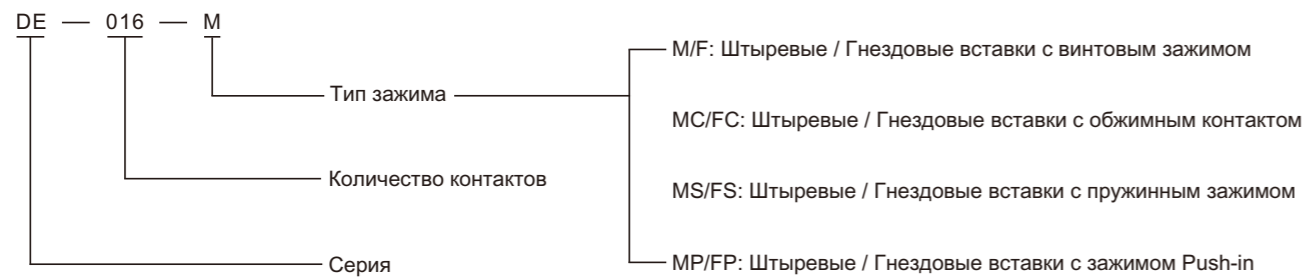 DE — 016 — M
M/F: Штыревые / Гнездовые вставки с винтовым зажимом
Тип зажима
MC/FC: Штыревые / Гнездовые вставки с обжимным контактом
Количество контактов
MS/FS: Штыревые / Гнездовые вставки с пружинным зажимом
Серия
MP/FP: Штыревые / Гнездовые вставки с зажимом Push-in